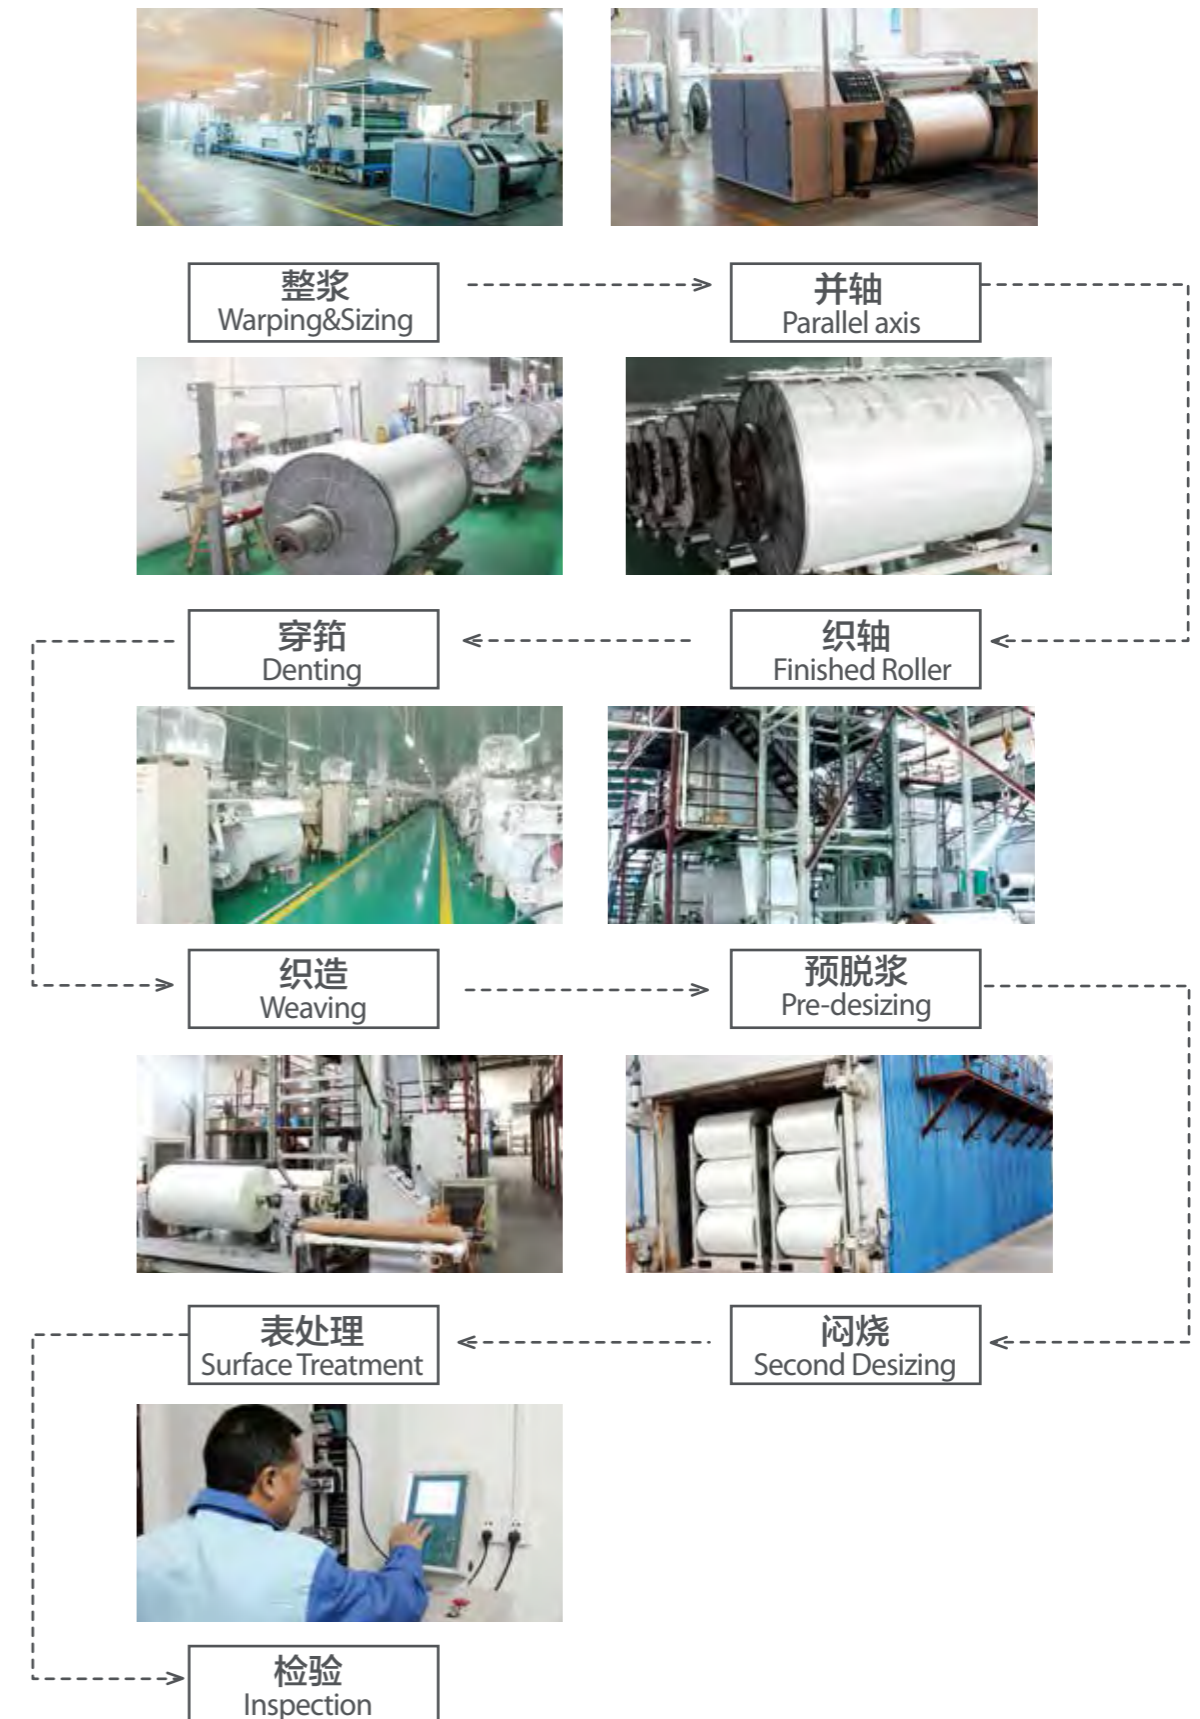 整浆
Warping&Sizing
并轴
Parallel axis
织轴
Finished Roller
穿筘
Denting
织造
Weaving
预脱浆
Pre-desizing
闷烧
Second Desizing
表处理
Surface Treatment
检验
Inspection